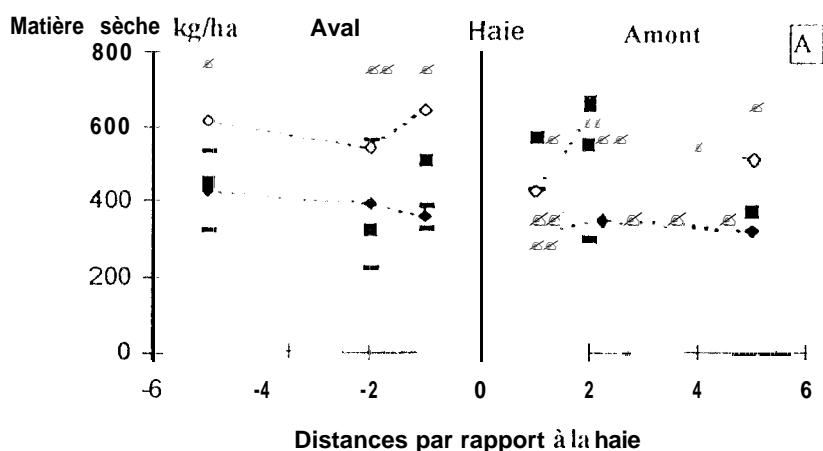 Matière sèche kg/ha Aval Haie Amont A
800
600
400
200
0
-6 -4 -2 0 2 4 6
Distances par rapport à la haie